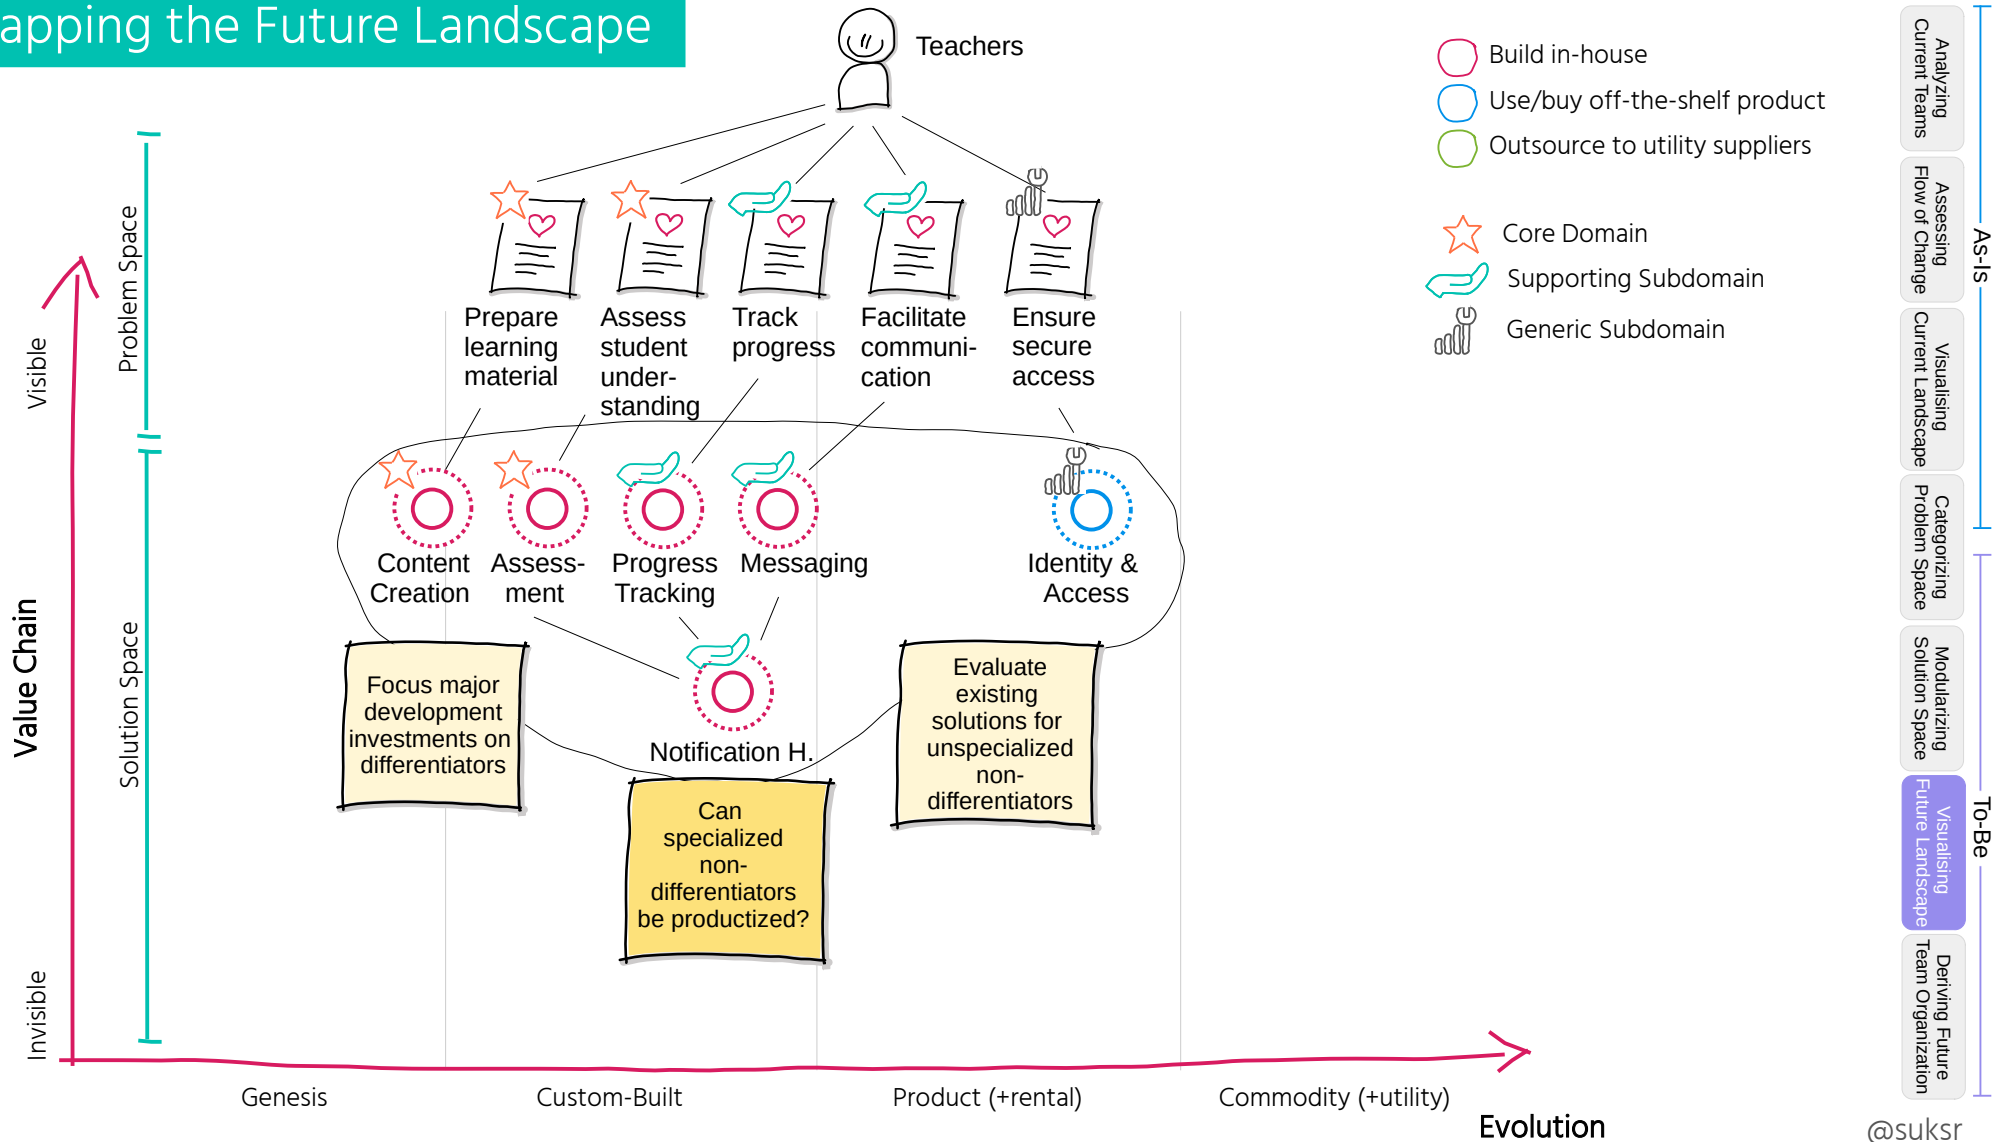 apping the Future Landscape
Teachers
Build in-house
Use/buy off-the-shelf product
Outsource to utility suppliers
Core Domain
Supporting Subdomain
Generic Subdomain
Prepare
learning
material
Assess
student
under-
standing
Track
progress
Facilitate
communi-
cation
Ensure
secure
access
Content
Creation
Assess-
ment
Progress
Tracking
Messaging
Identity &
Access
Notification H.
Focus major
development
investments on
differentiators
Can
specialized
non-
differentiators
be productized?
Evaluate
existing
solutions for
unspecialized
non-
differentiators
Value Chain
Visible
Invisible
Problem Space
Solution Space
Genesis
Custom-Built
Product (+rental)
Commodity (+utility)
Evolution
Analyzing
Current Teams
Assessing
Flow of Change
Visualising
Current Landscape
Categorizing
Problem Space
Modularizing
Solution Space
Visualising
Future Landscape
Deriving Future
Team Organization
As-Is
To-Be
@suksr